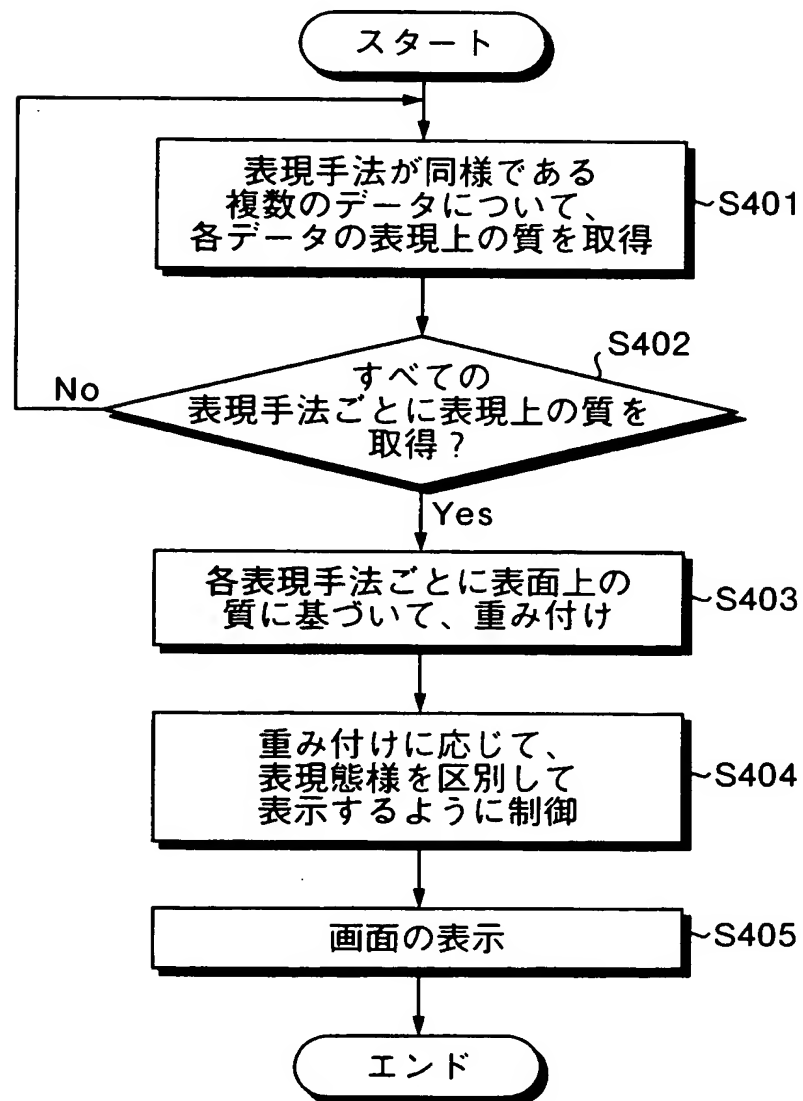 スタート
表現手法が同様である
複数のデータについて、
各データの表現上の質を取得
~S401
S402
すべての
表現手法ごとに表現上の質を
取得？
No
Yes
各表現手法ごとに表面上の
質に基づいて、重み付け
~S403
重み付けに応じて、
表現態様を区別して
表示するように制御
~S404
画面の表示
~S405
エンド